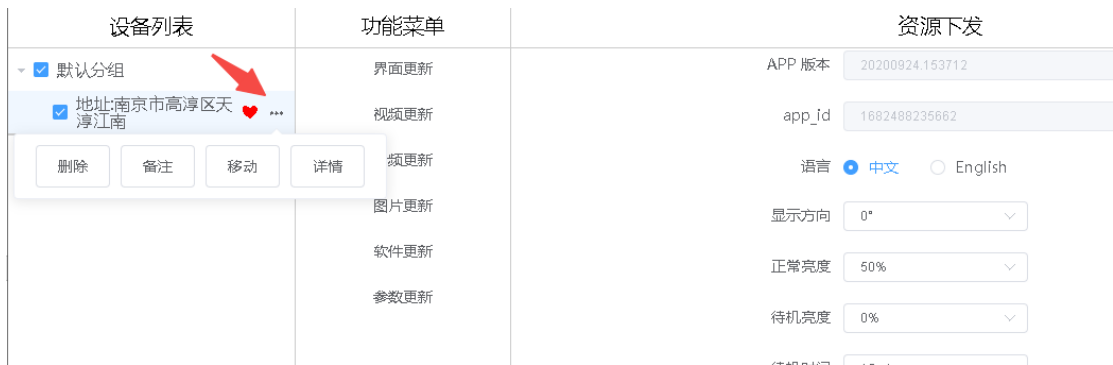 设备列表
功能菜单
资源下发
默认分组
地址:南京市高淳区天
淳江南
删除
备注
移动
详情
界面更新
视频更新
频更新
图片更新
软件更新
参数更新
APP 版本
20200924.153712
app_id
1682488235662
语言
中文
English
显示方向
0°
正常亮度
50%
待机亮度
0%